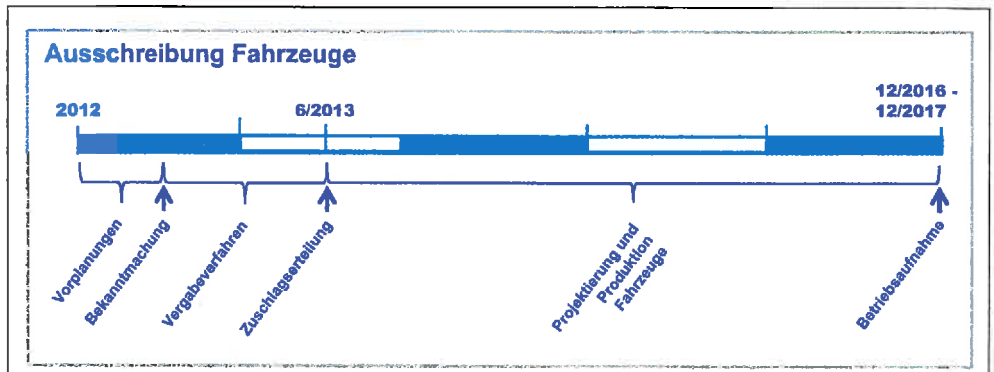 Ausschreibung Fahrzeuge
2012
6/2013
12/2016 -
12/2017
Vorplanungen
Bekanntmachung
Vergabeverfahren
Zuschlagserteilung
Projektierung und
Produktion
Fahrzeuge
Betriebsaufnahme